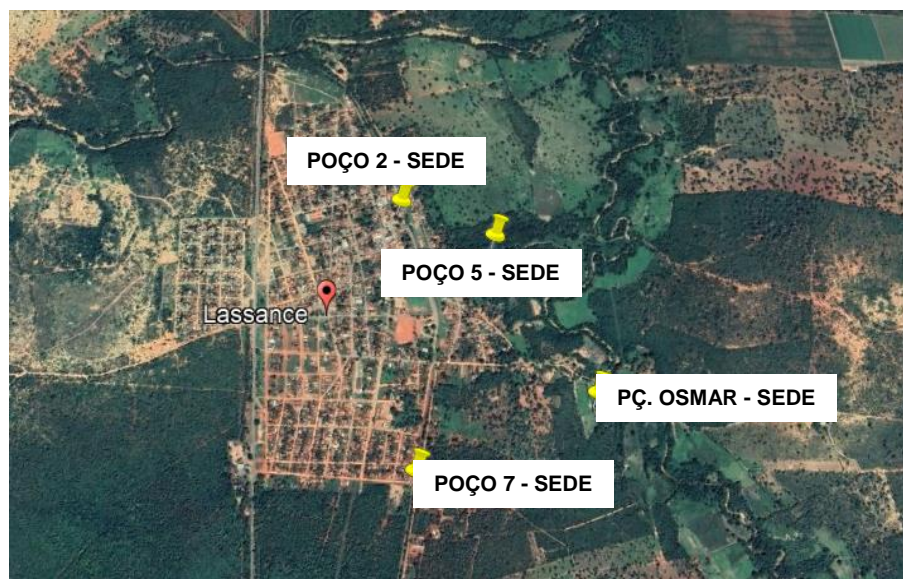 POÇO 2 - SEDE
POÇO 5 - SEDE
Lassance
PÇ. OSMAR - SEDE
POÇO 7 - SEDE